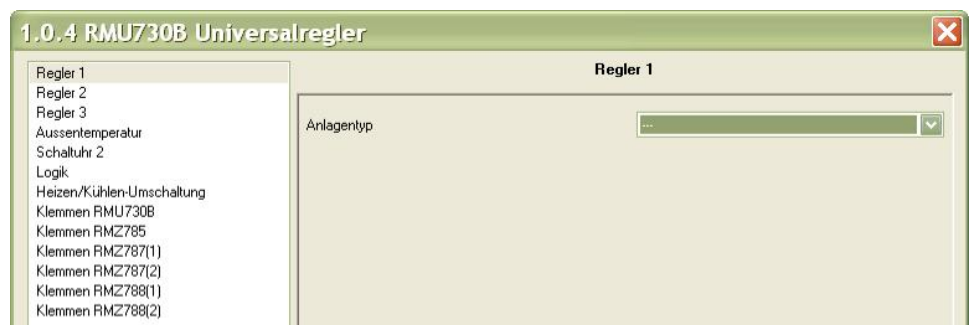 1.0.4 RMU730B Universalregler
Regler 1
Regler 2
Regler 3
Aussentemperatur
Schaltuhr 2
Logik
Heizen/Kühlen-Umschaltung
Klemmen RMU730B
Klemmen RMZ785
Klemmen RMZ787(1)
Klemmen RMZ787(2)
Klemmen RMZ788(1)
Klemmen RMZ788(2)
Regler 1
Anlagentyp
...